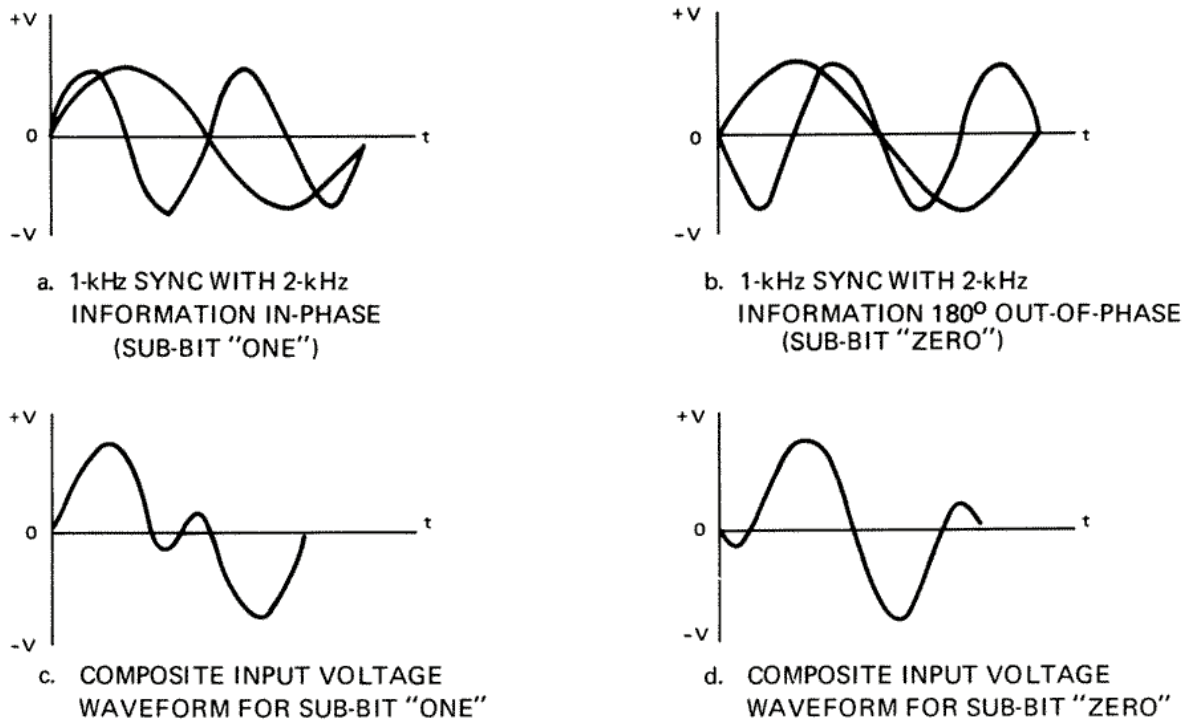 +V
0
t
-V
a. 1-kHz SYNC WITH 2-kHz
INFORMATION IN-PHASE
(SUB-BIT "ONE")
+V
0
t
-V
b. 1-kHz SYNC WITH 2-kHz
INFORMATION 180º OUT-OF-PHASE
(SUB-BIT "ZERO")
+V
0
t
-V
c. COMPOSITE INPUT VOLTAGE
WAVEFORM FOR SUB-BIT "ONE"
+V
0
t
-V
d. COMPOSITE INPUT VOLTAGE
WAVEFORM FOR SUB-BIT "ZERO"